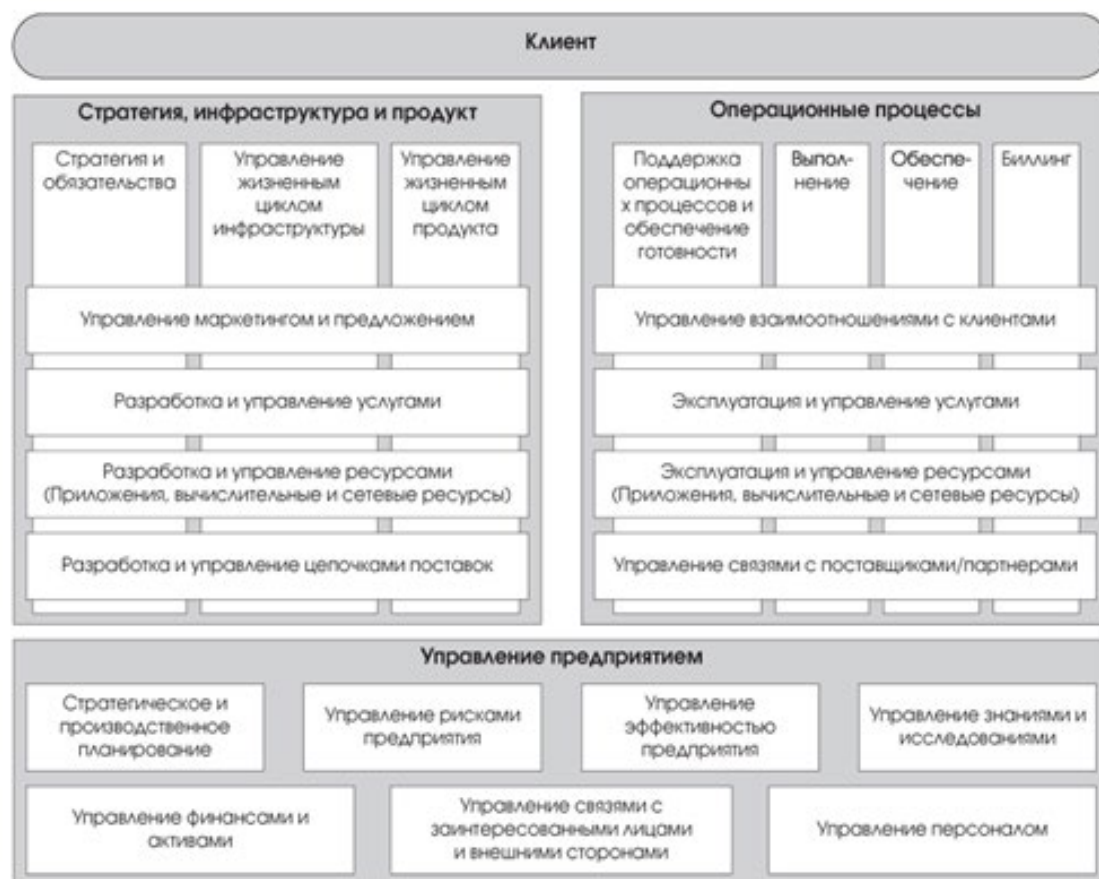 Клиент
Стратегия, инфраструктура и продукт
Стратегия и
обязательства
Управление
жизненным
циклом
инфраструктуры
Управление
жизненным
циклом
продукта
Управление маркетингом и предложением
Разработка и управление услугами
Разработка и управление ресурсами
(Приложения, вычислительные и сетевые ресурсы)
Разработка и управление цепочками поставок
Операционные процессы
Поддержка
операционны
х процессов и
обеспечение
готовности
Выпол-
нение
Обеспе-
чение
Биллинг
Управление взаимоотношениями с клиентами
Эксплуатация и управление услугами
Эксплуатация и управление ресурсами
(Приложения, вычислительные и сетевые ресурсы)
Управление связями с поставщиками/партнерами
Управление предприятием
Стратегическое и
производственное
планирование
Управление рисками
предприятия
Управление
эффективностью
предприятия
Управление знаниями и
исследованиями
Управление финансами и
активами
Управление связями с
заинтересованными лицами
и внешними сторонами
Управление персоналом